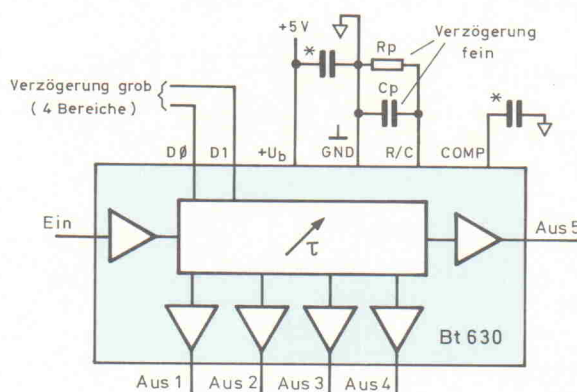 +5V
*
Rp
Verzögerung
fein
Verzögerung grob
(4 Bereiche)
Cp
*
DØ
D1
+Ub
GND
R/C
COMP
Ein
τ
Aus 5
Bt 630
Aus 1
Aus 2
Aus 3
Aus 4